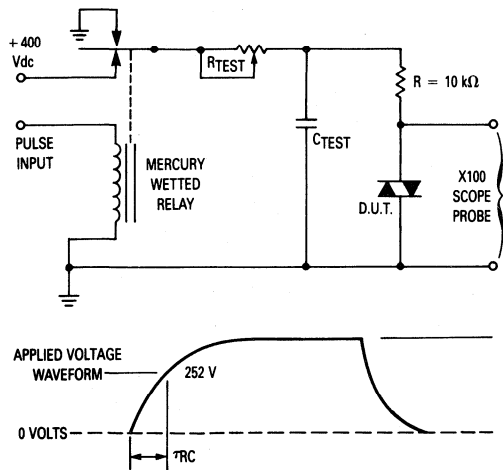 + 400
Vdc
RTEST
R = 10 kΩ
PULSE
INPUT
MERCURY
WETTED
RELAY
CTEST
D.U.T.
X100
SCOPE
PROBE
APPLIED VOLTAGE
WAVEFORM
252 V
0 VOLTS
τRC